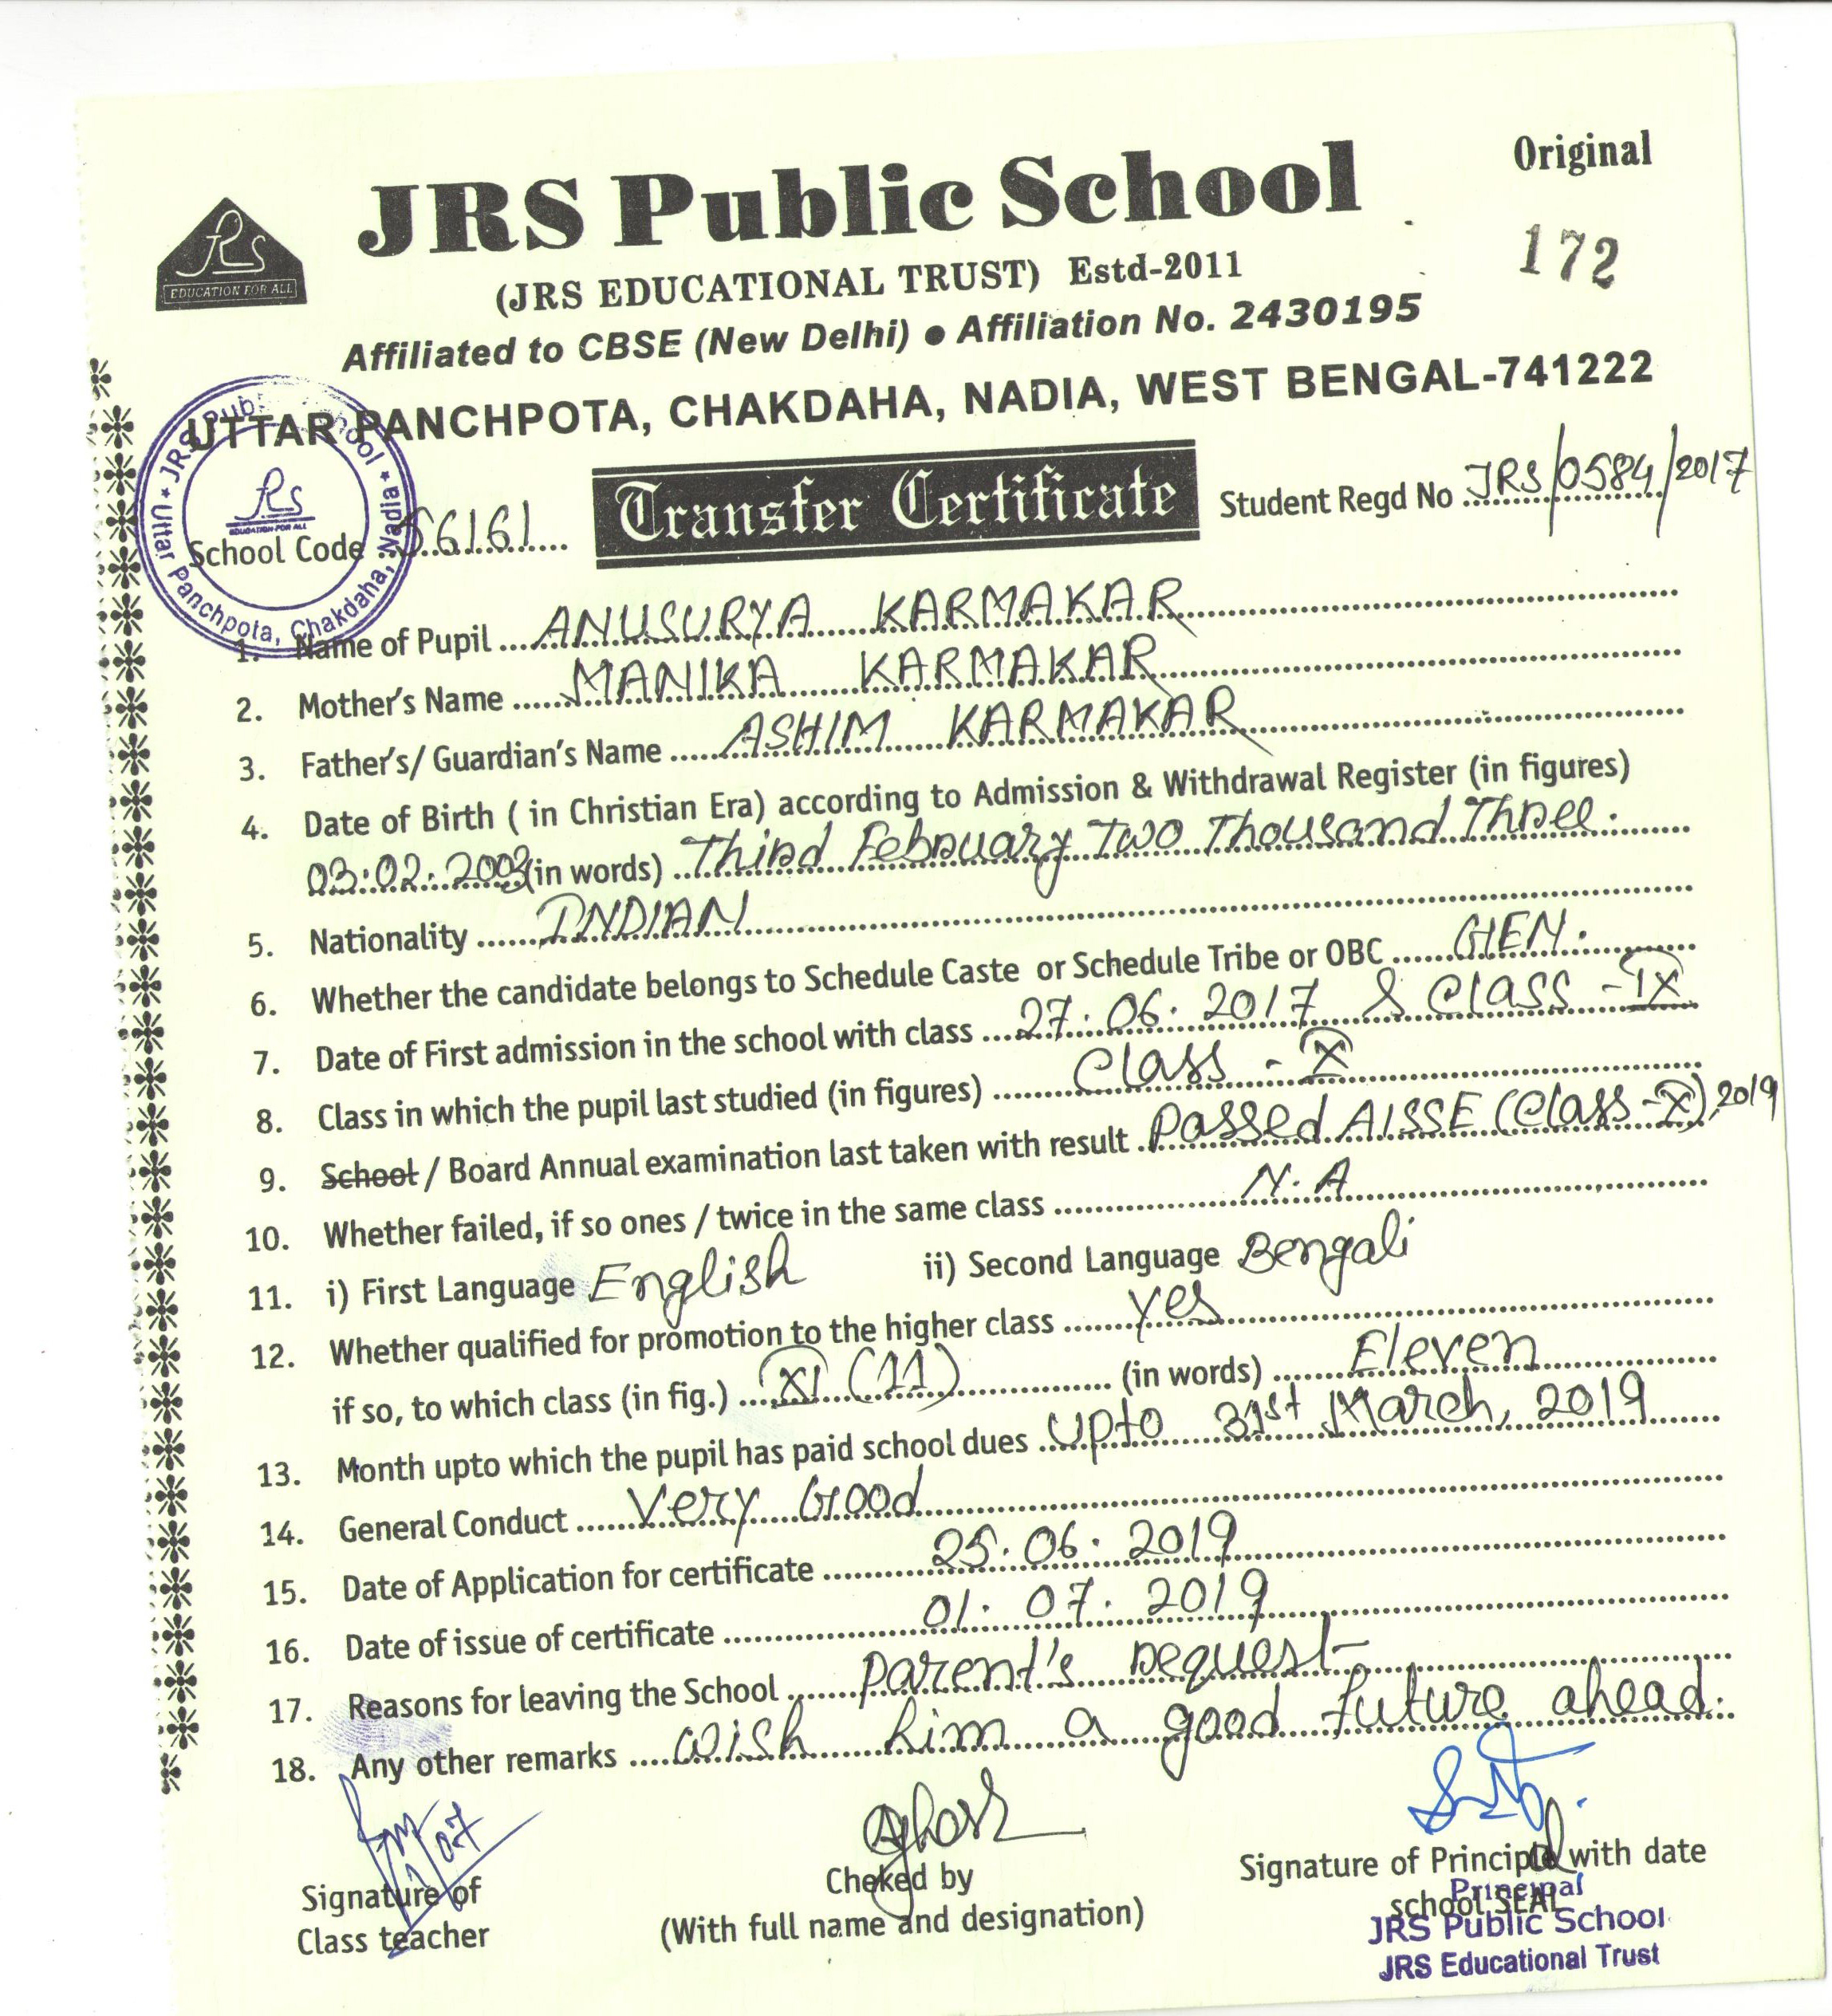 Original
JRS Public School
172
JRS
EDUCATION FOR ALL
(JRS EDUCATIONAL TRUST) Estd-2011
Affiliated to CBSE (New Delhi) ● Affiliation No. 2430195
UTTAR PANCHPOTA, CHAKDAHA, NADIA, WEST BENGAL-741222
JRS Public School * Uttar Panchpota, Chakdaha, Nadia *
JRS
EDUCATION FOR ALL
School Code 56161 Transfer Certificate Student Regd No JRS/0584/2017
1. Name of Pupil ANUSURYA KARMAKAR
2. Mother's Name MANIKA KARMAKAR
3. Father's/ Guardian's Name ASHIM KARMAKAR
4. Date of Birth ( in Christian Era) according to Admission & Withdrawal Register (in figures)
03.02.2003 (in words) Third February Two Thousand Three.
5. Nationality INDIAN
6. Whether the candidate belongs to Schedule Caste or Schedule Tribe or OBC GEN.
7. Date of First admission in the school with class 27.06.2017 & Class - IX
8. Class in which the pupil last studied (in figures) Class - X
9. School / Board Annual examination last taken with result Passed AISSE (Class - X), 2019
10. Whether failed, if so ones / twice in the same class N.A
11. i) First Language English ii) Second Language Bengali
12. Whether qualified for promotion to the higher class Yes
if so, to which class (in fig.) XI (11) (in words) Eleven
13. Month upto which the pupil has paid school dues Upto 31st March, 2019
14. General Conduct Very Good
15. Date of Application for certificate 25.06.2019
16. Date of issue of certificate 01.07.2019
17. Reasons for leaving the School Parent's request
18. Any other remarks Wish him a good future ahead.
Signature of
Class teacher
Cheked by
(With full name and designation)
Signature of Principal with date
school SEAL
Principal
JRS Public School
JRS Educational Trust